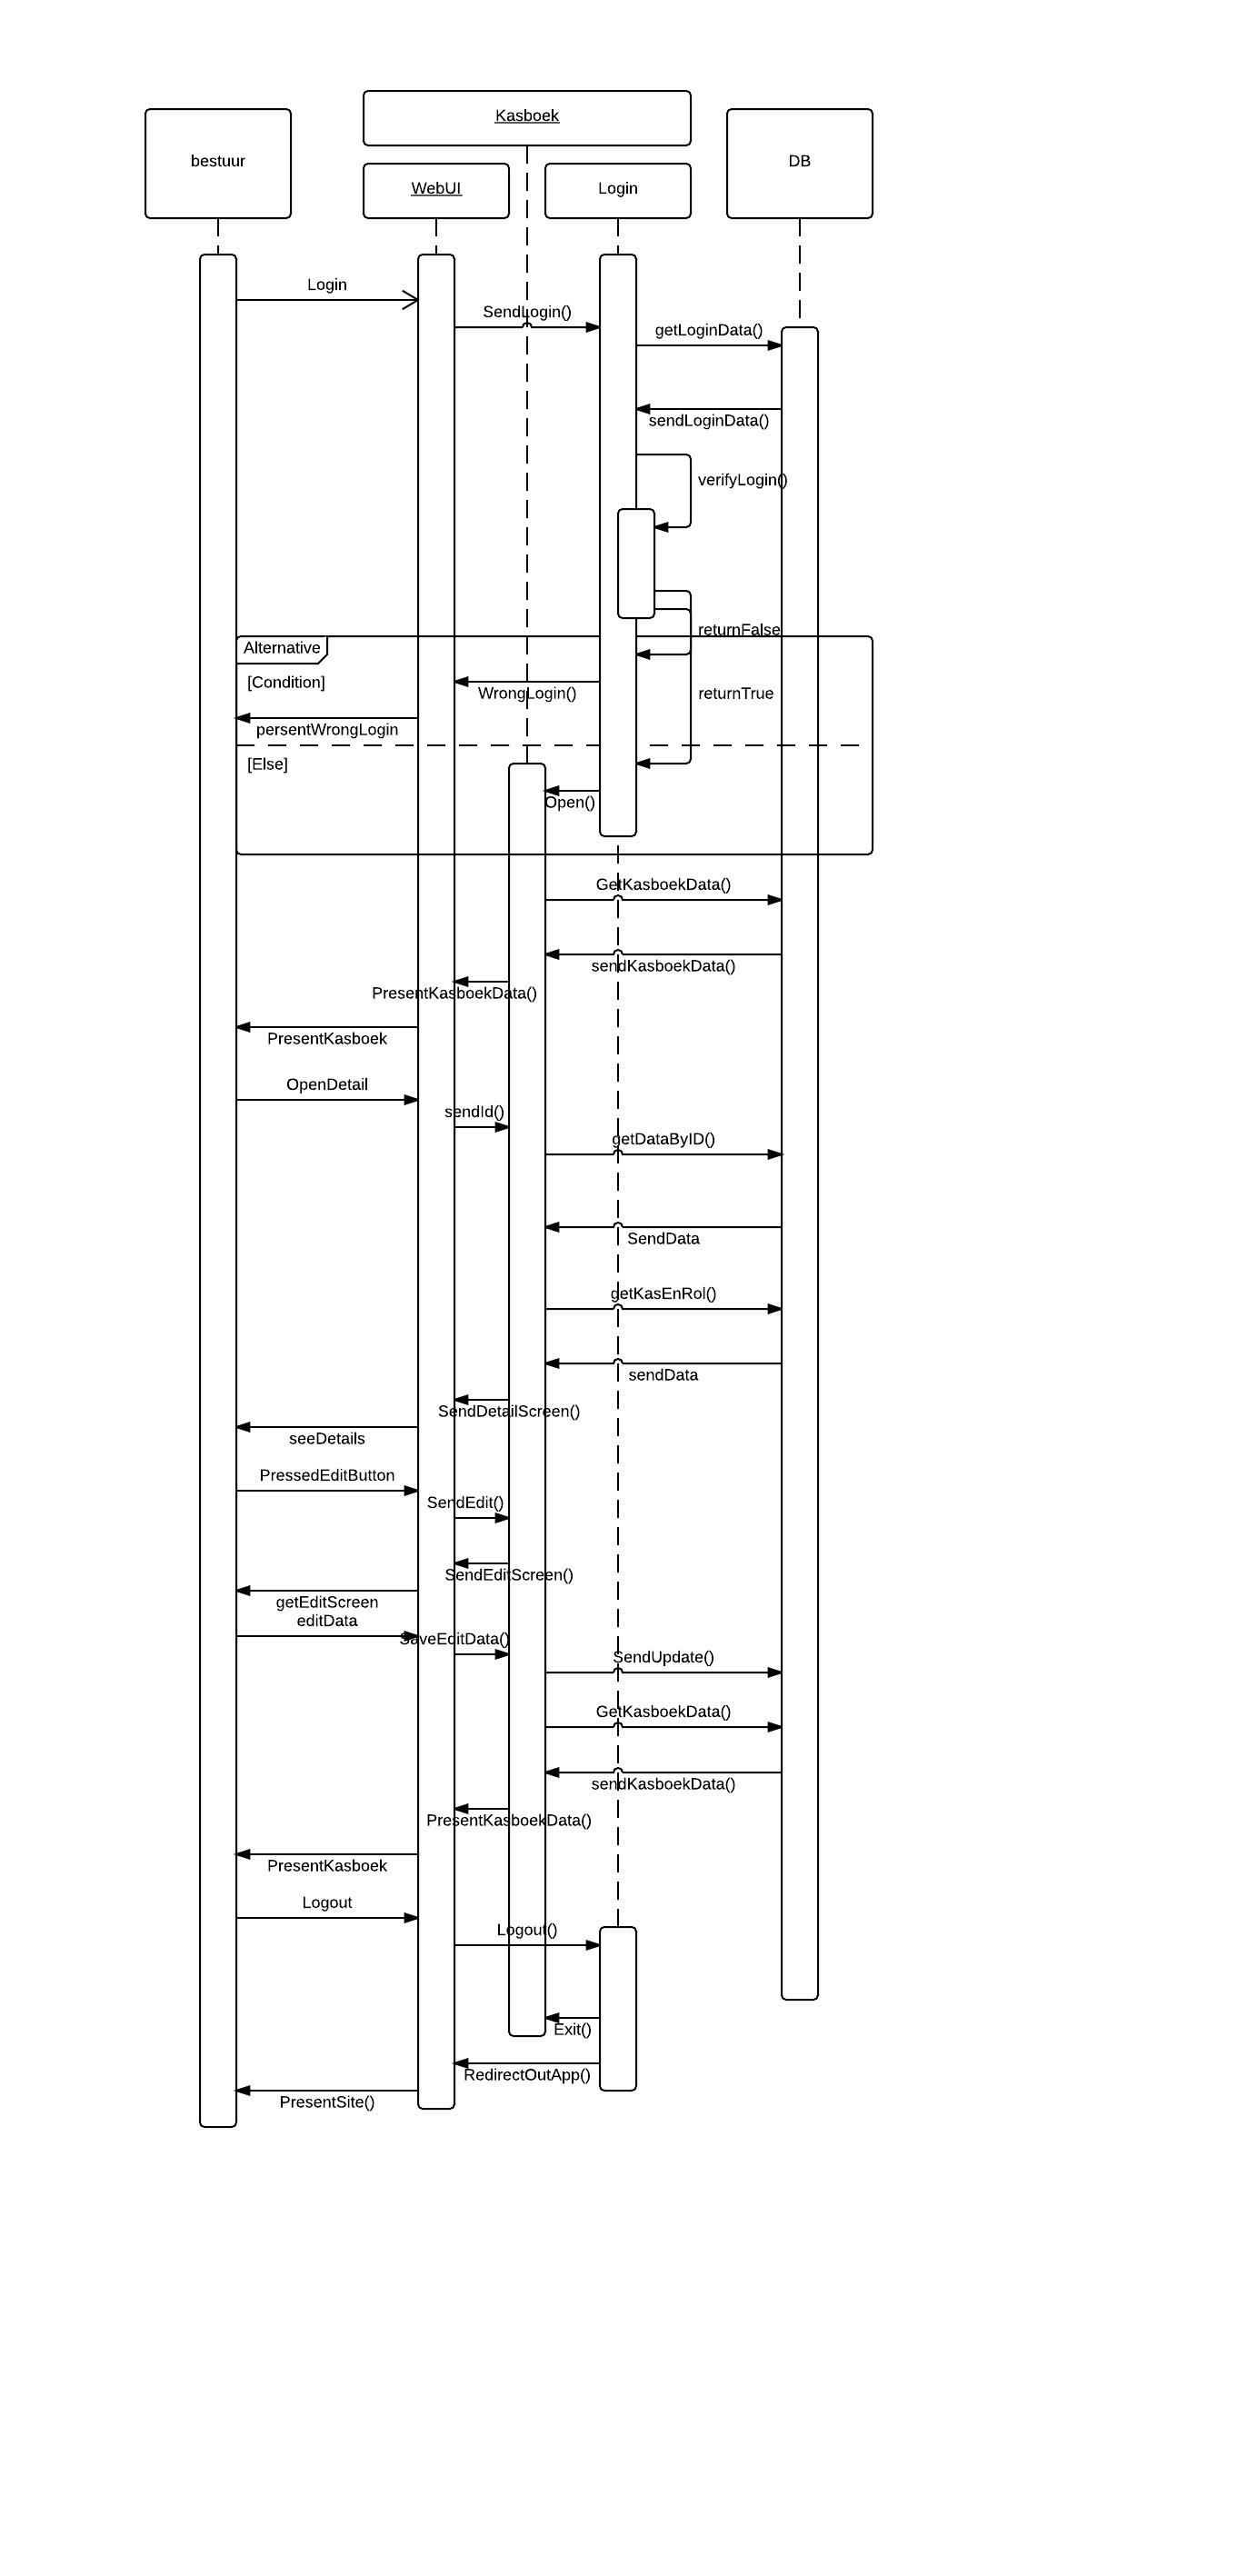 Kasboek
bestuur
WebUI
Login
DB
Login
SendLogin()
getLoginData()
sendLoginData()
verifyLogin()
returnFalse
Alternative
[Condition]
WrongLogin()
returnTrue
persentWrongLogin
[Else]
Open()
GetKasboekData()
sendKasboekData()
PresentKasboekData()
PresentKasboek
OpenDetail
sendId()
getDataByID()
SendData
getKasEnRol()
sendData
SendDetailScreen()
seeDetails
PressedEditButton
SendEdit()
SendEditScreen()
getEditScreen
editData
SaveEditData()
SendUpdate()
GetKasboekData()
sendKasboekData()
PresentKasboekData()
PresentKasboek
Logout
Logout()
Exit()
RedirectOutApp()
PresentSite()